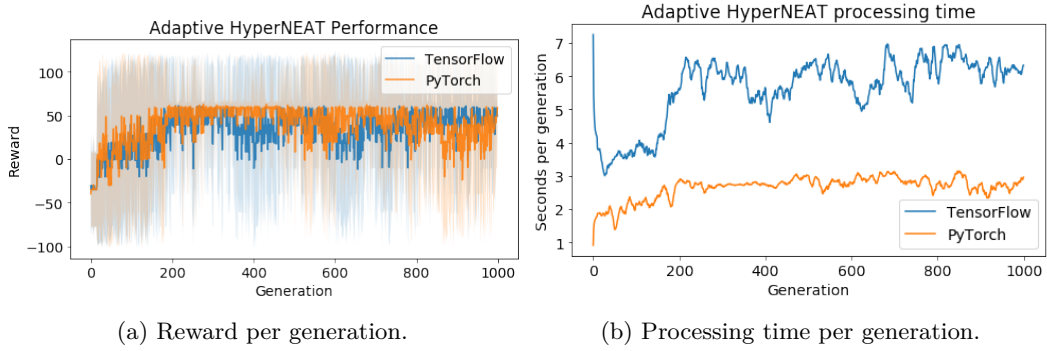 Adaptive HyperNEAT Performance
TensorFlow
PyTorch
100
50
0
−50
−100
Reward
0 200 400 600 800 1000
Generation
(a) Reward per generation.
Adaptive HyperNEAT processing time
7
6
5
4
3
2
1
Seconds per generation
TensorFlow
PyTorch
0 200 400 600 800 1000
Generation
(b) Processing time per generation.